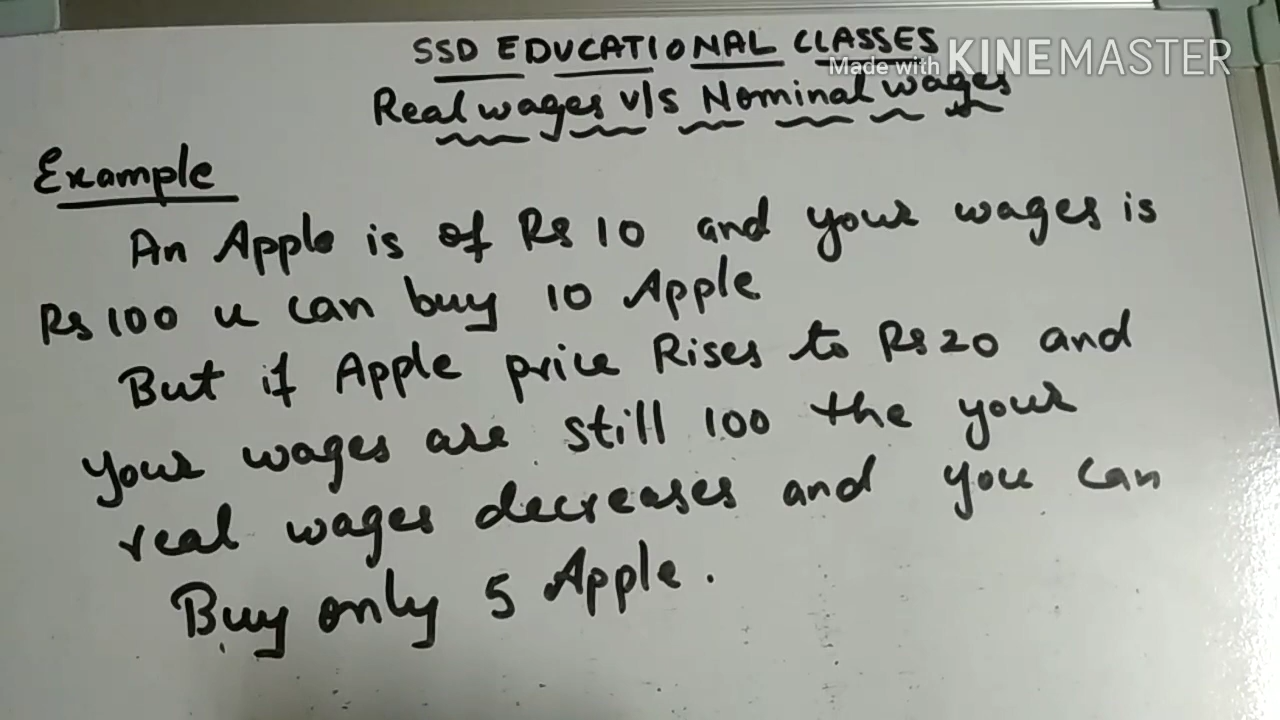 SSD EDUCATIONAL CLASSES
Made with KINEMASTER
Real wages v/s Nominal wages
Example
An Apple is of Rs 10 and your wages is
Rs 100 u can buy 10 Apple
But if Apple price Rises to Rs 20 and
your wages are still 100 the your
real wages decreases and you can
Buy only 5 Apple.